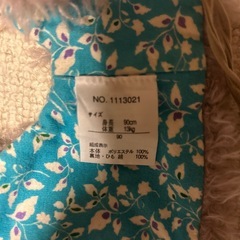 NO. 1113021
サイズ
身長 90cm
体重 13kg
90
組成表示
本体 ポリエステル 100%
裏地・ひも 綿 100%